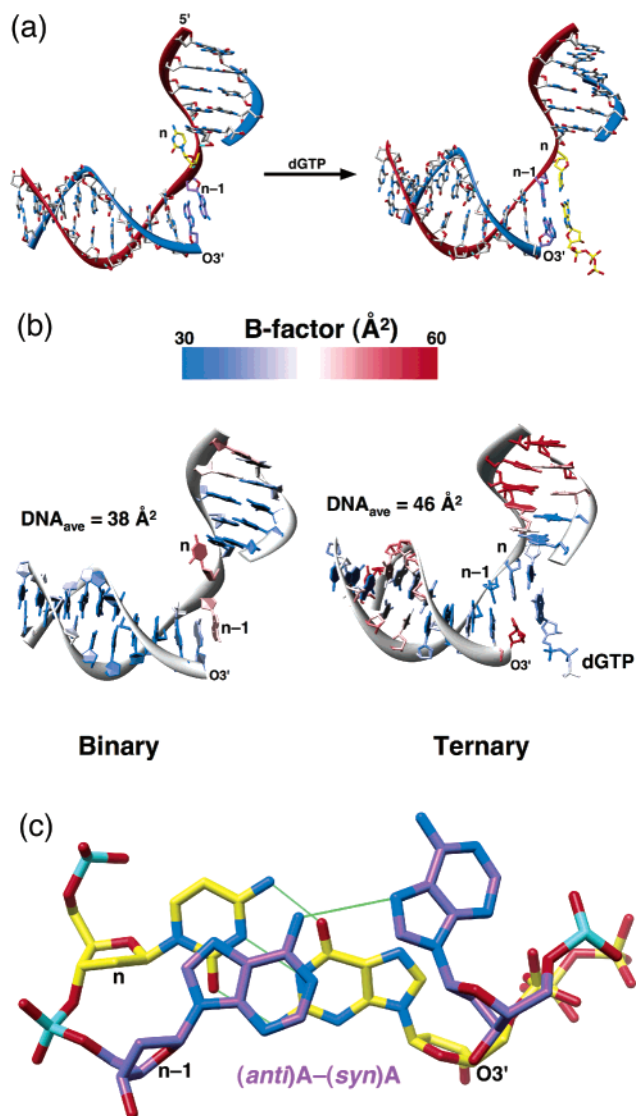 (a)
5'
n
n–1
O3'
dGTP
n
n–1
O3'
(b)
B-factor (Å²)
30
60
DNAave = 38 Å²
n
n–1
O3'
DNAave = 46 Å²
n
n–1
O3'
dGTP
Binary
Ternary
(c)
n
n–1
(anti)A–(syn)A
O3'